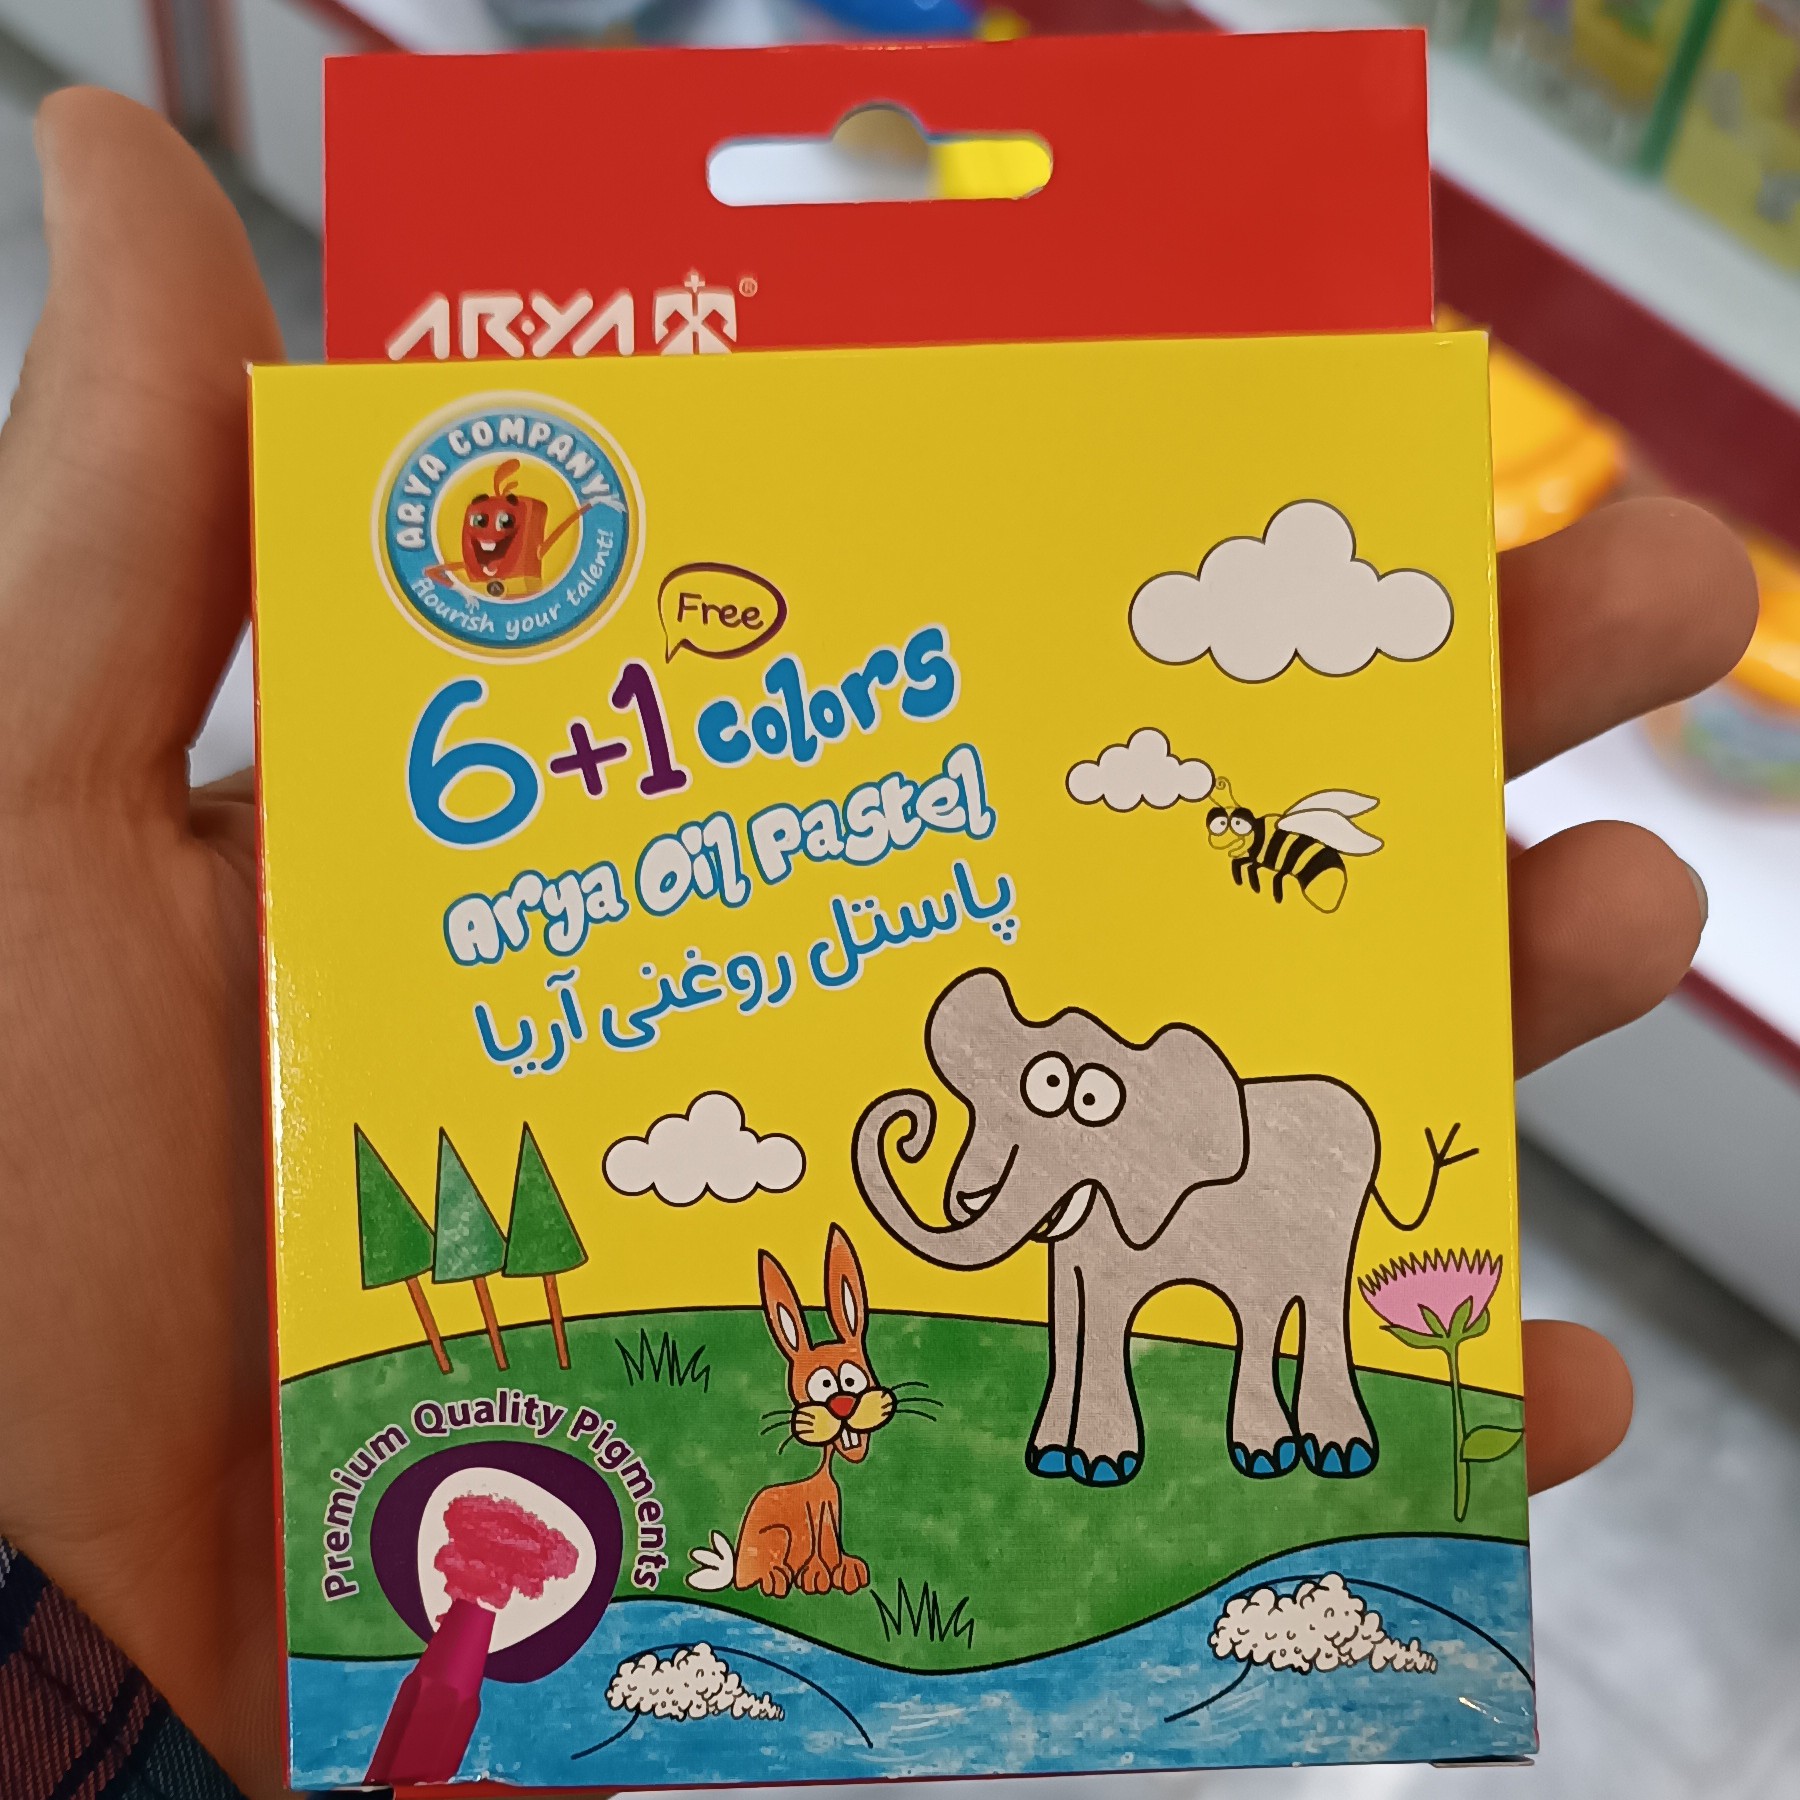 ARYA ®
ARYA COMPANY
flourish your talent!
Free
6+1 Colors
Arya Oil Pastel
پاستل روغنی آریا
Premium Quality Pigments